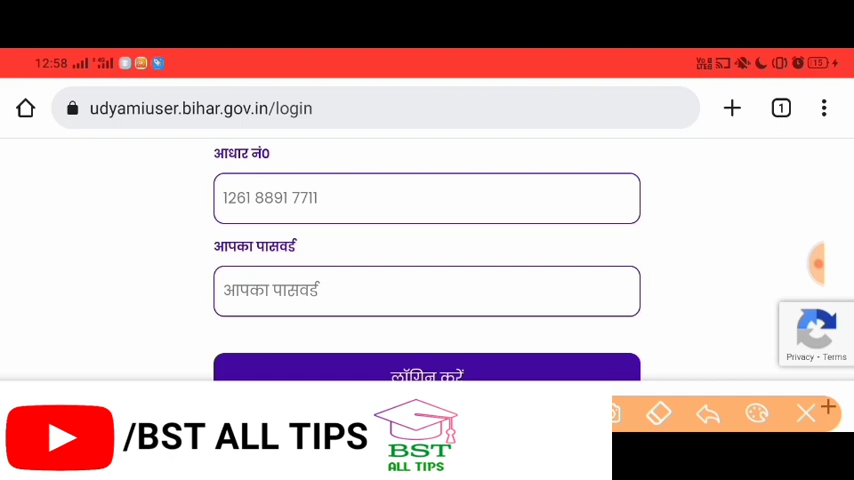 12:58
15
udyamiuser.bihar.gov.in/login
1
आधार नं0
1261 8891 7711
आपका पासवर्ड
आपका पासवर्ड
लॉगिन करें
Privacy • Terms
/BST ALL TIPS
BST
ALL TIPS